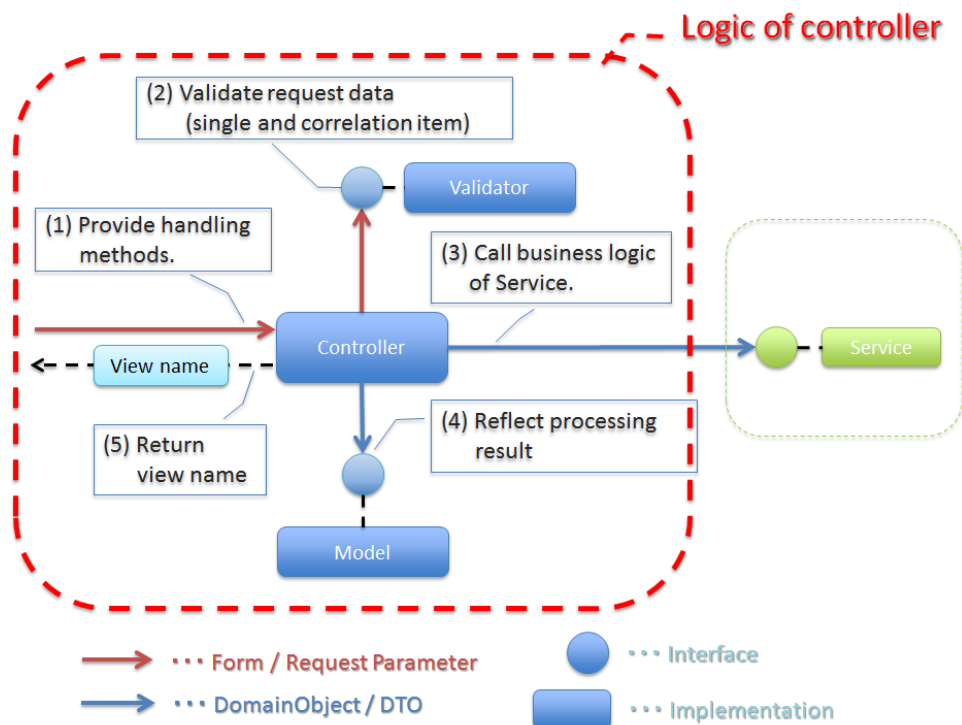 Logic of controller
(2) Validate request data
(single and correlation item)
Validator
(1) Provide handling
methods.
(3) Call business logic
of Service.
Controller
Service
View name
(4) Reflect processing
result
(5) Return
view name
Model
··· Form / Request Parameter
··· Interface
··· DomainObject / DTO
··· Implementation